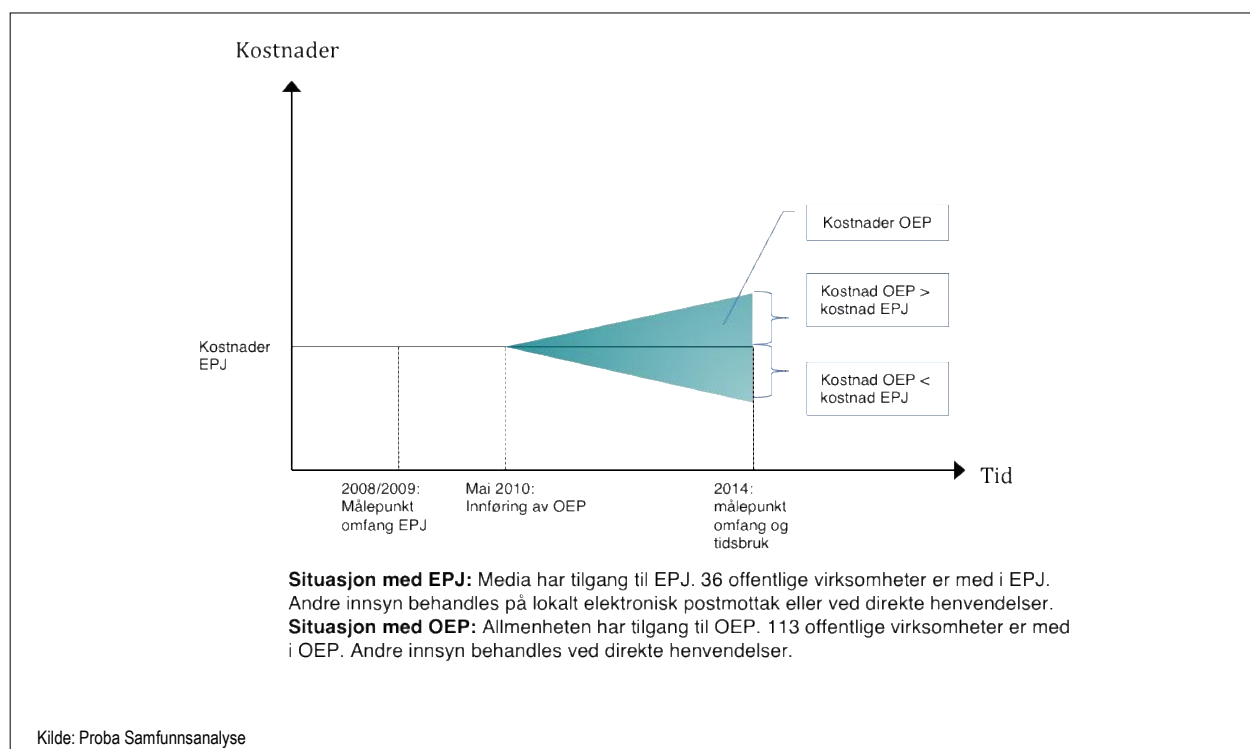 Kostnader
Kostnader OEP
Kostnad OEP >
kostnad EPJ
Kostnader
EPJ
Kostnad OEP <
kostnad EPJ
Tid
2008/2009:
Målepunkt
omfang EPJ
Mai 2010:
Innføring av OEP
2014:
målepunkt
omfang og
tidsbruk
Situasjon med EPJ: Media har tilgang til EPJ. 36 offentlige virksomheter er med i EPJ.
Andre innsyn behandles på lokalt elektronisk postmottak eller ved direkte henvendelser.
Situasjon med OEP: Allmenheten har tilgang til OEP. 113 offentlige virksomheter er med
i OEP. Andre innsyn behandles ved direkte henvendelser.
Kilde: Proba Samfunnsanalyse